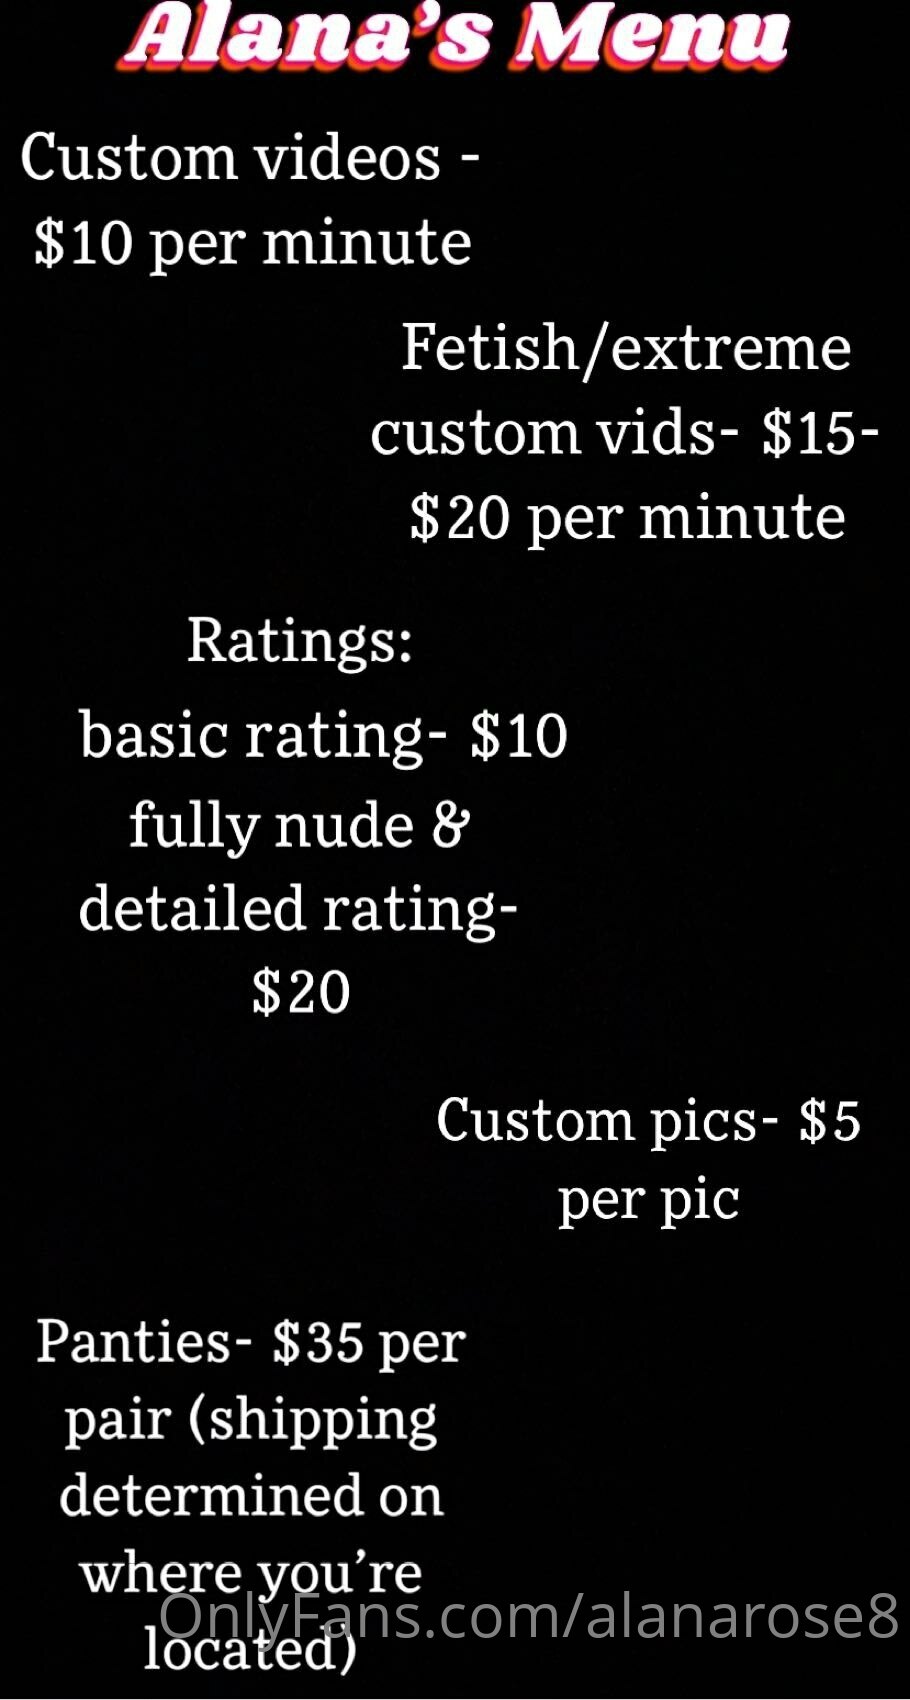 Alana's Menu
Custom videos -
$10 per minute
Fetish/extreme
custom vids- $15-
$20 per minute
Ratings:
basic rating- $10
fully nude &
detailed rating-
$20
Custom pics- $5
per pic
Panties- $35 per
pair (shipping
determined on
where you’re
located)
OnlyFans.com/alanarose8